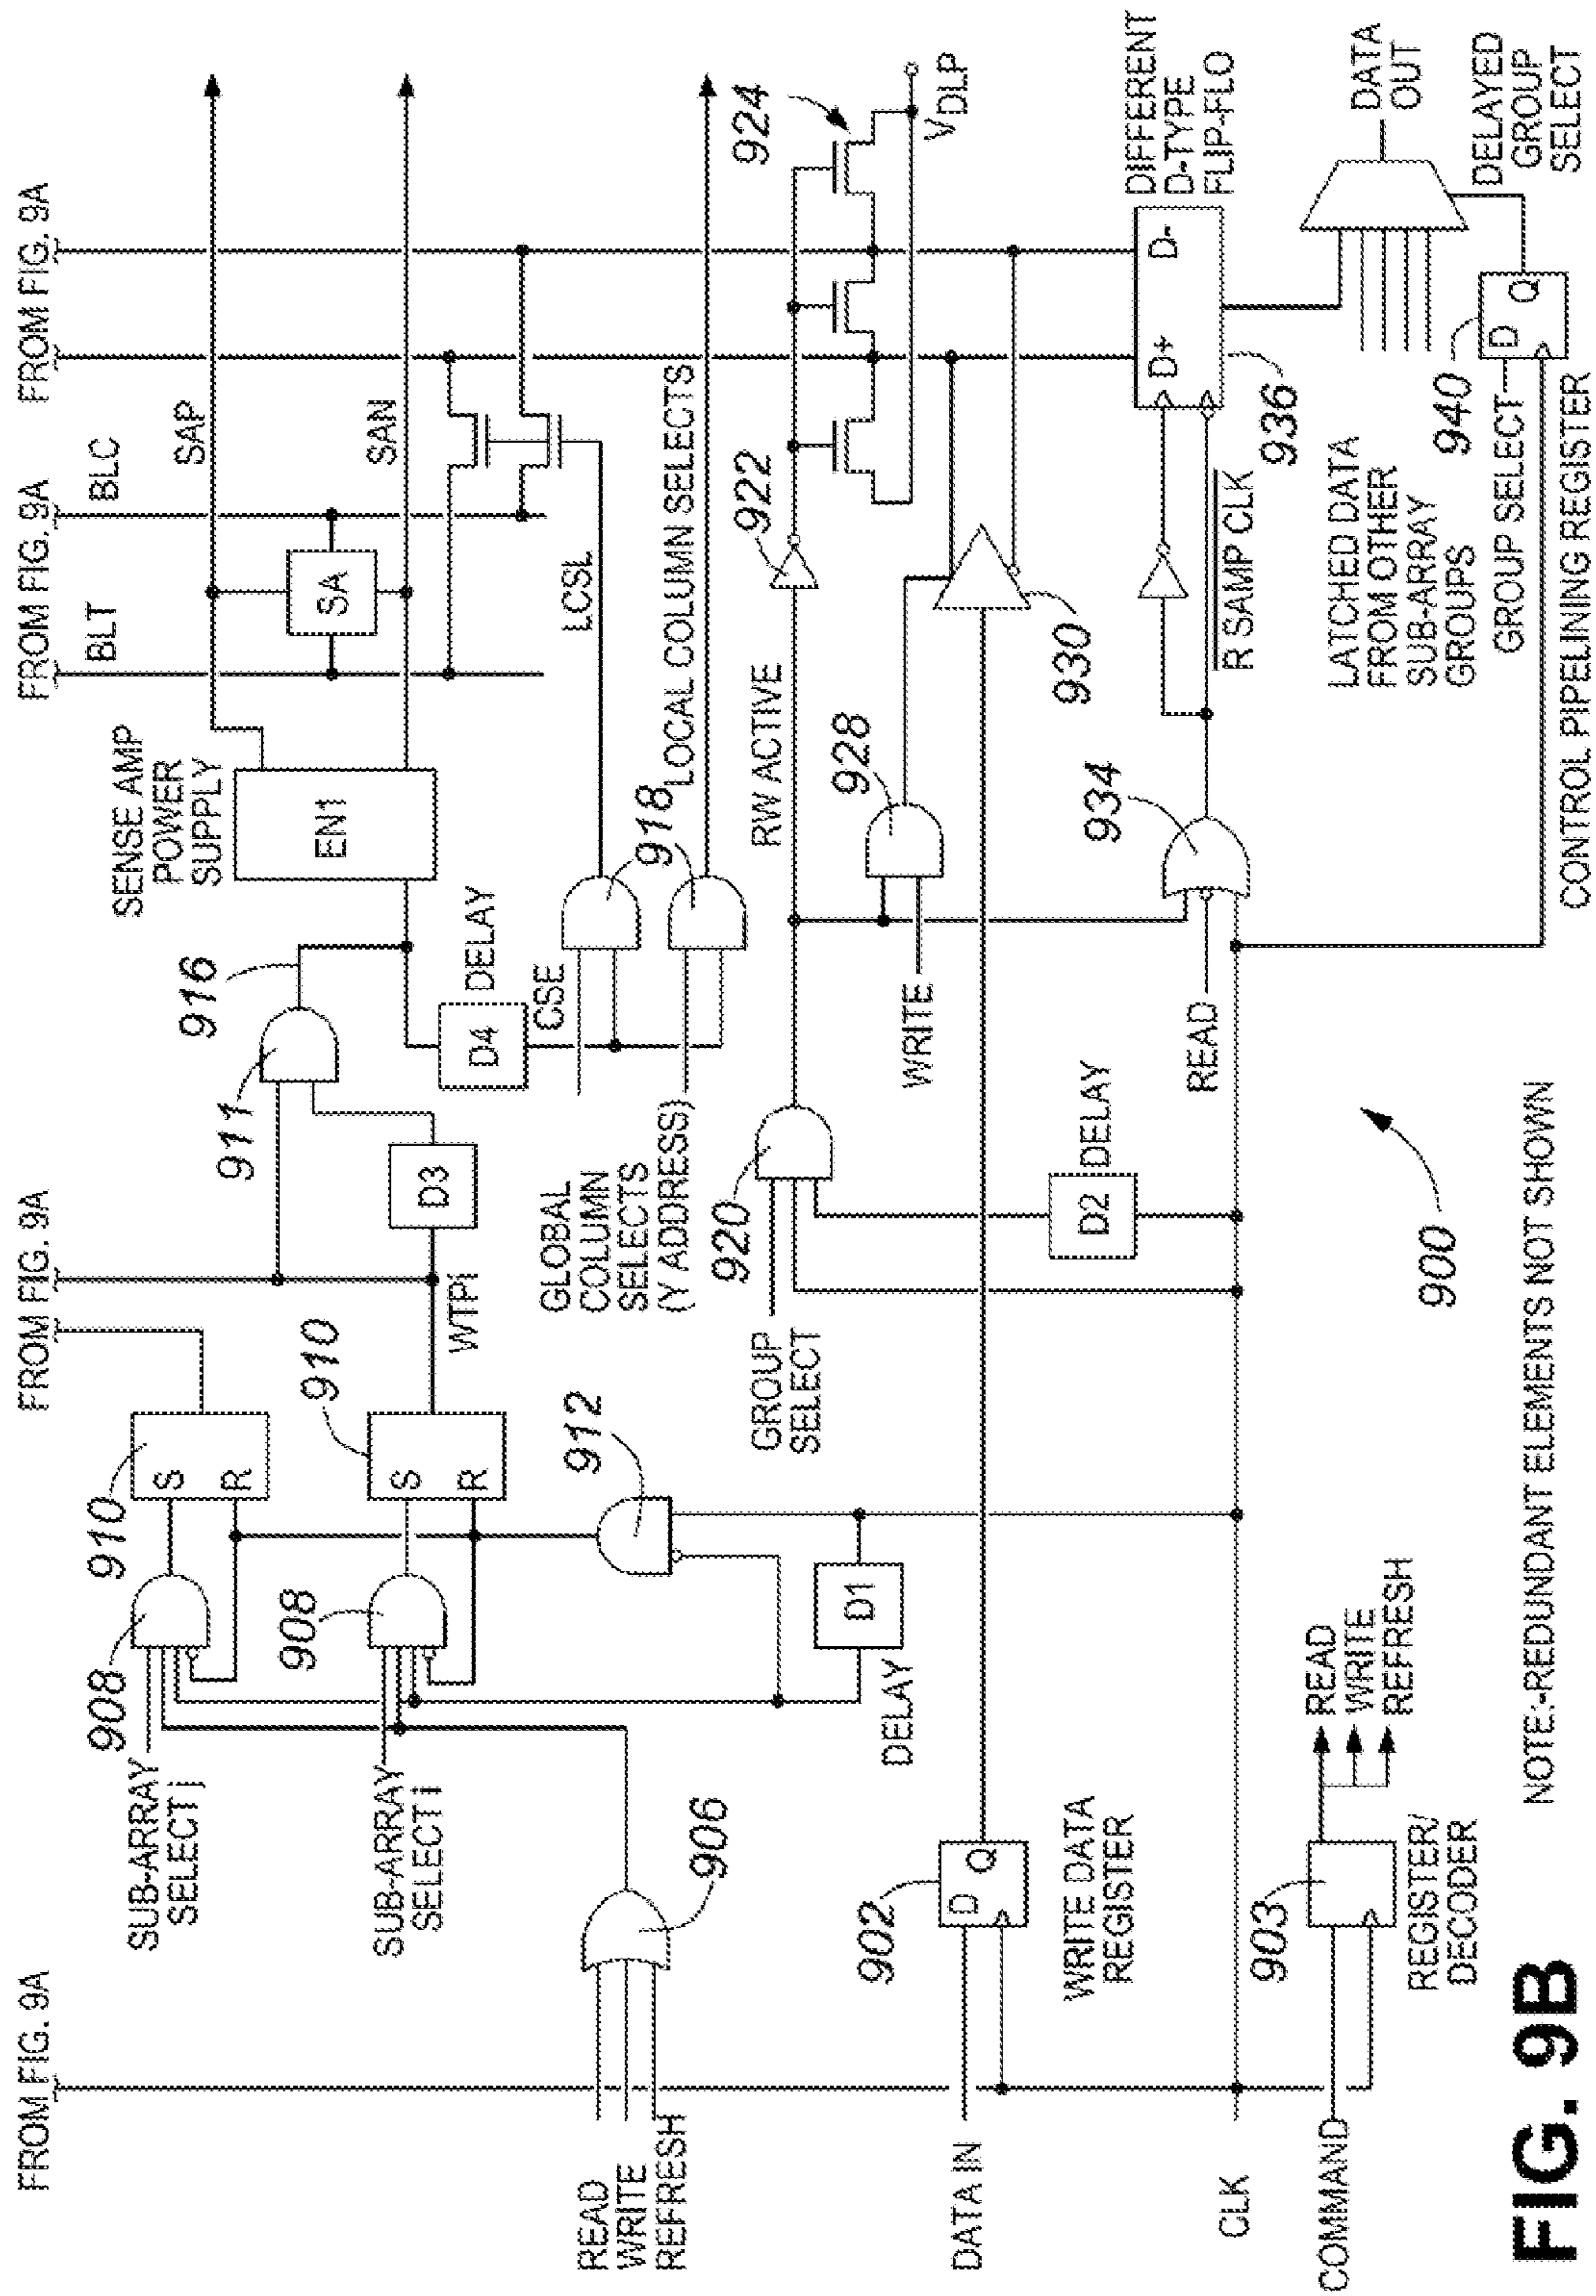 FROM FIG. 9A
FROM FIG. 9A
FROM FIG. 9A
FROM FIG. 9A
FROM FIG. 9A
SUB-ARRAY
SELECT j
908
S
R
910
SUB-ARRAY
SELECT i
908
S
R
910
WTPi
911
D3
916
SENSE AMP
POWER
SUPPLY
EN1
SAP
SAN
BLT
BLC
SA
D4
DELAY
CSE
918
LCSL
LOCAL COLUMN SELECTS
GLOBAL
COLUMN
SELECTS
(Y ADDRESS)
READ
WRITE
REFRESH
906
912
D1
DELAY
GROUP
SELECT
920
RW ACTIVE
922
924
VDLP
WRITE
928
930
DATA IN
902
D
Q
WRITE DATA
REGISTER
D2
DELAY
READ
934
R SAMP CLK
D+
D-
936
DIFFERENT
D-TYPE
FLIP-FLO
CLK
COMMAND
903
REGISTER/
DECODER
READ
WRITE
REFRESH
900
LATCHED DATA
FROM OTHER
SUB-ARRAY
GROUPS
DATA
OUT
GROUP SELECT
940
D
Q
DELAYED
GROUP
SELECT
CONTROL PIPELINING REGISTER
NOTE:-REDUNDANT ELEMENTS NOT SHOWN
FIG. 9B